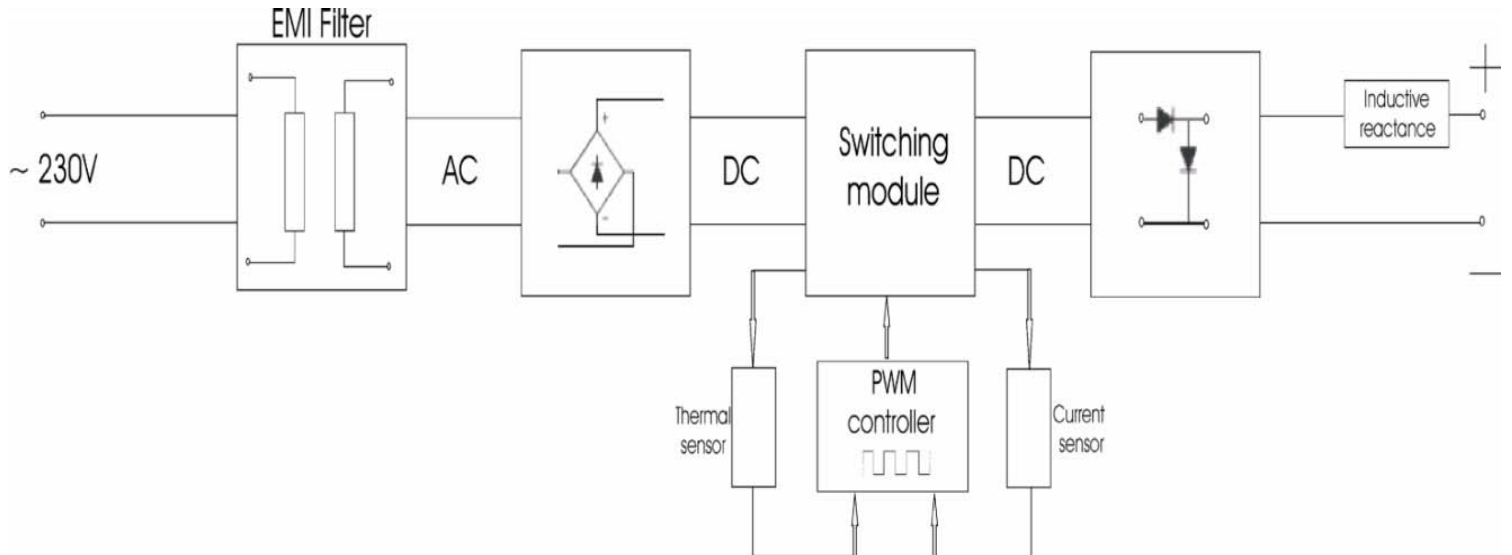 EMI Filter
~ 230V
AC
+
-
DC
Switching
module
DC
Inductive
reactance
+
-
Thermal
sensor
PWM
controller
Current
sensor